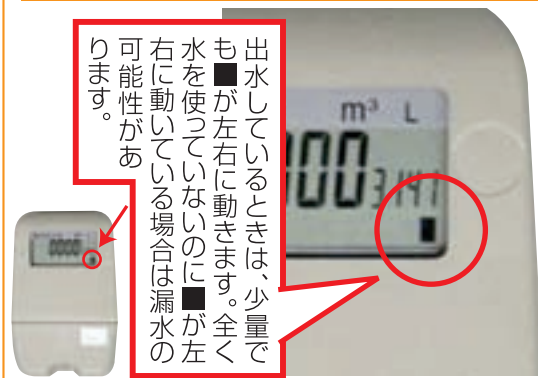 出水しているときは、少量で
も■が左右に動きます。全く
水を使っていないのに■が左
右に動いている場合は漏水の
可能性があ
ります。
m³ L
0003141
0000